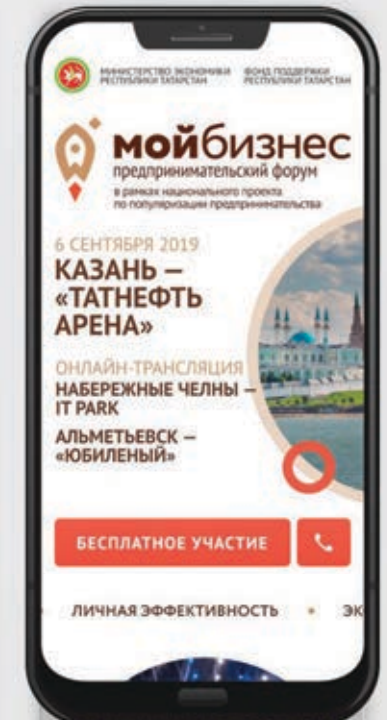 МИНИСТЕРСТВО ЭКОНОМИКИ
РЕСПУБЛИКИ ТАТАРСТАН
ФОНД ПОДДЕРЖКИ
РЕСПУБЛИКИ ТАТАРСТАН
мойбизнес
предпринимательский форум
в рамках национального проекта
по популяризации предпринимательства
6 СЕНТЯБРЯ 2019
КАЗАНЬ –
«ТАТНЕФТЬ
АРЕНА»
ОНЛАЙН-ТРАНСЛЯЦИЯ
НАБЕРЕЖНЫЕ ЧЕЛНЫ –
IT PARK
АЛЬМЕТЬЕВСК –
«ЮБИЛЕНЫЙ»
БЕСПЛАТНОЕ УЧАСТИЕ
ЛИЧНАЯ ЭФФЕКТИВНОСТЬ • ЭК